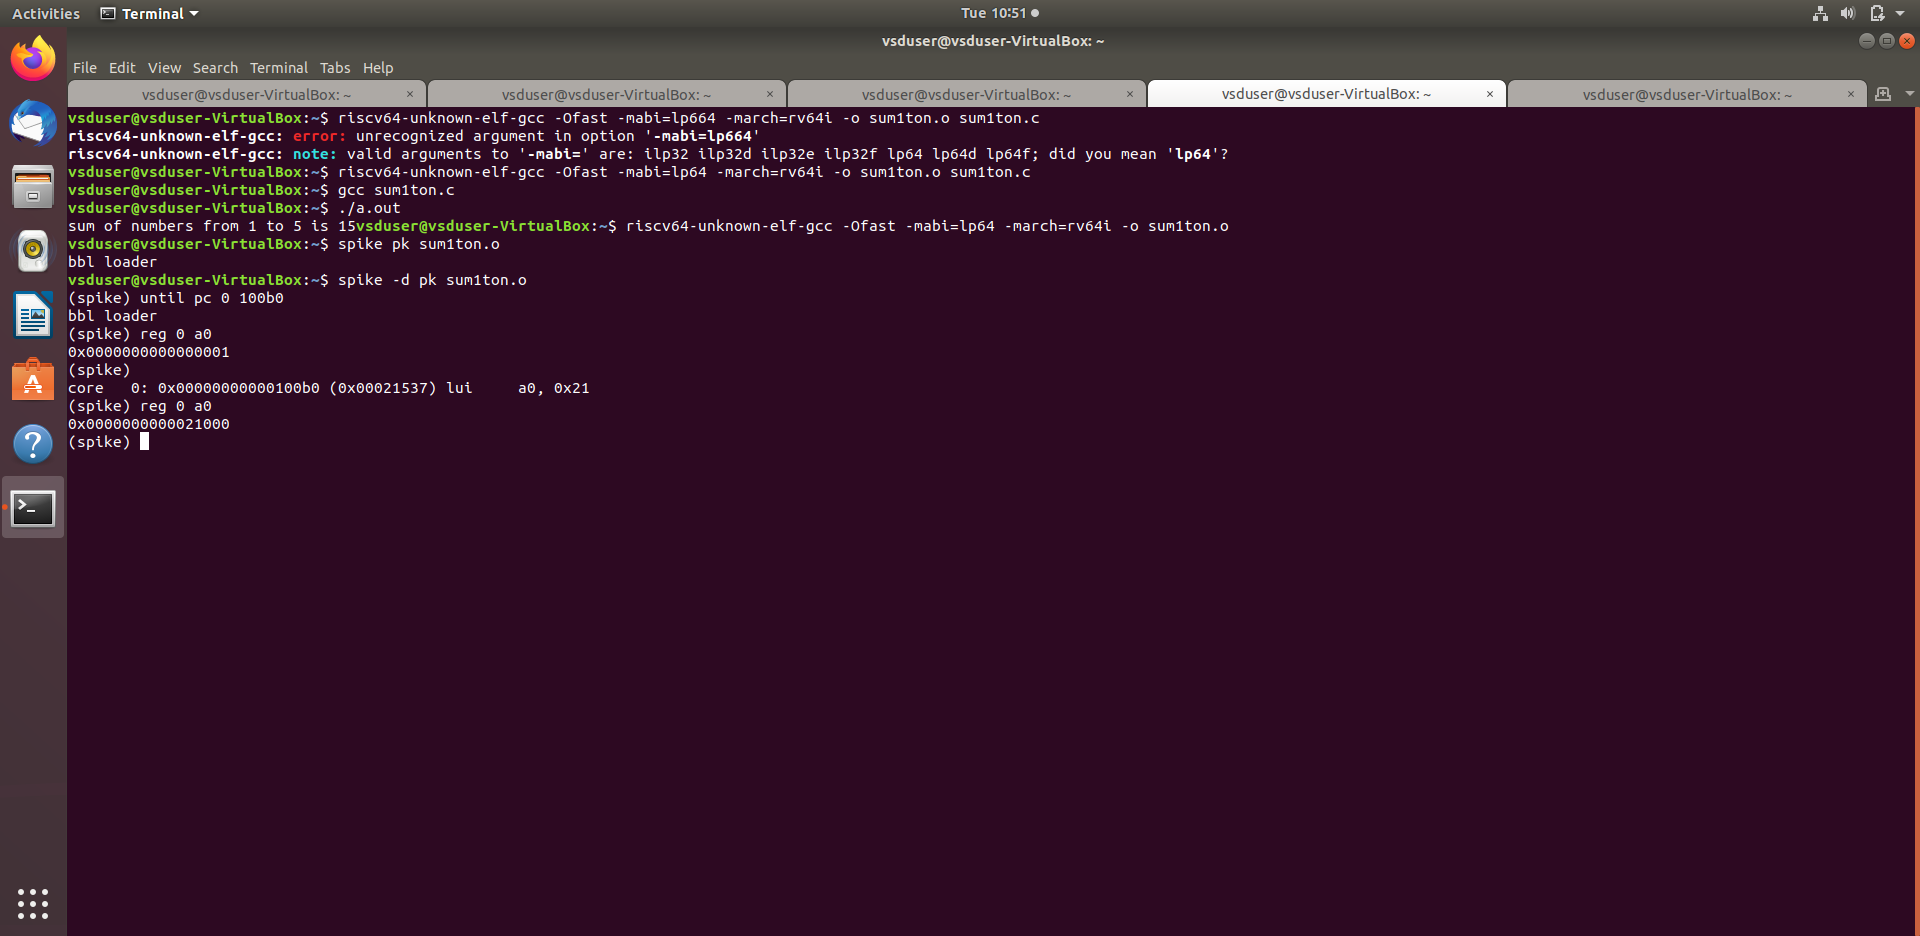 Activities Terminal Tue 10:51
vsduser@vsduser-VirtualBox: ~
File Edit View Search Terminal Tabs Help
vsduser@vsduser-VirtualBox: ~ × vsduser@vsduser-VirtualBox: ~ × vsduser@vsduser-VirtualBox: ~ × vsduser@vsduser-VirtualBox: ~ × vsduser@vsduser-VirtualBox: ~ ×
vsduser@vsduser-VirtualBox:~$ riscv64-unknown-elf-gcc -Ofast -mabi=lp664 -march=rv64i -o sum1ton.o sum1ton.c
riscv64-unknown-elf-gcc: error: unrecognized argument in option '-mabi=lp664'
riscv64-unknown-elf-gcc: note: valid arguments to '-mabi=' are: ilp32 ilp32d ilp32e ilp32f lp64 lp64d lp64f; did you mean 'lp64'?
vsduser@vsduser-VirtualBox:~$ riscv64-unknown-elf-gcc -Ofast -mabi=lp64 -march=rv64i -o sum1ton.o sum1ton.c
vsduser@vsduser-VirtualBox:~$ gcc sum1ton.c
vsduser@vsduser-VirtualBox:~$ ./a.out
sum of numbers from 1 to 5 is 15vsduser@vsduser-VirtualBox:~$ riscv64-unknown-elf-gcc -Ofast -mabi=lp64 -march=rv64i -o sum1ton.o
vsduser@vsduser-VirtualBox:~$ spike pk sum1ton.o
bbl loader
vsduser@vsduser-VirtualBox:~$ spike -d pk sum1ton.o
(spike) until pc 0 100b0
bbl loader
(spike) reg 0 a0
0x0000000000000001
(spike)
core   0: 0x00000000000100b0 (0x00021537) lui     a0, 0x21
(spike) reg 0 a0
0x0000000000021000
(spike)